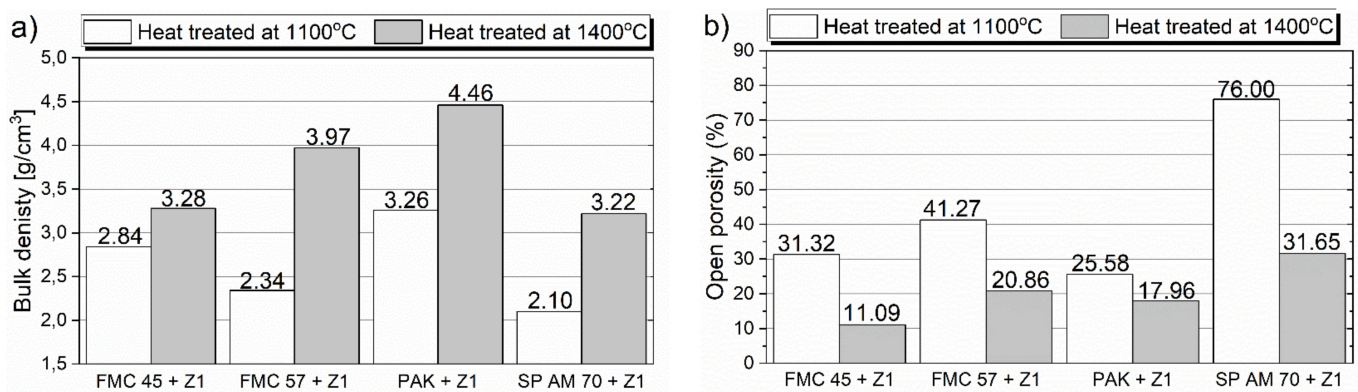 a)
Heat treated at 1100°C
Heat treated at 1400°C
Bulk denisty [g/cm³]
5,0
4,5
4,0
3,5
3,0
2,5
2,0
1,5
2.84
3.28
2.34
3.97
3.26
4.46
2.10
3.22
FMC 45 + Z1
FMC 57 + Z1
PAK + Z1
SP AM 70 + Z1
b)
Heat treated at 1100°C
Heat treated at 1400°C
Open porosity (%)
90
80
70
60
50
40
30
20
10
0
31.32
11.09
41.27
20.86
25.58
17.96
76.00
31.65
FMC 45 + Z1
FMC 57 + Z1
PAK + Z1
SP AM 70 + Z1